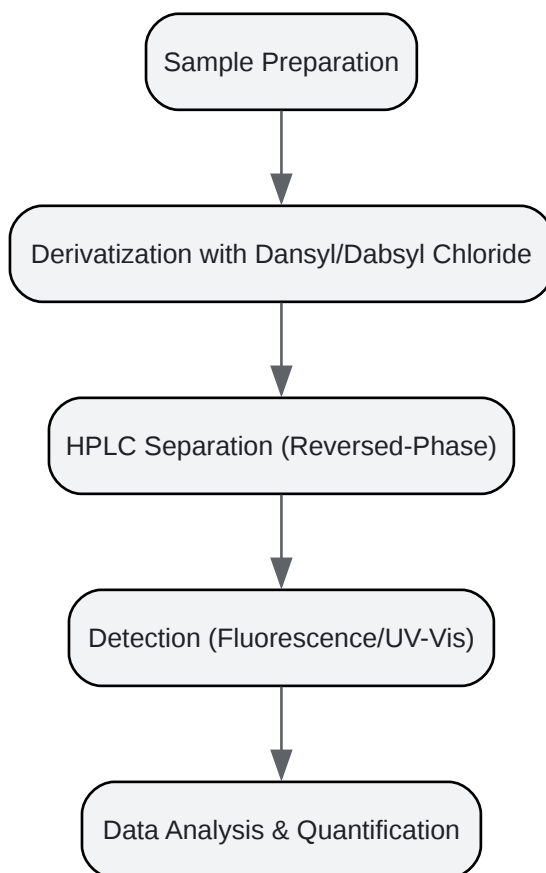 Sample Preparation
Derivatization with Dansyl/Dabsyl Chloride
HPLC Separation (Reversed-Phase)
Detection (Fluorescence/UV-Vis)
Data Analysis & Quantification